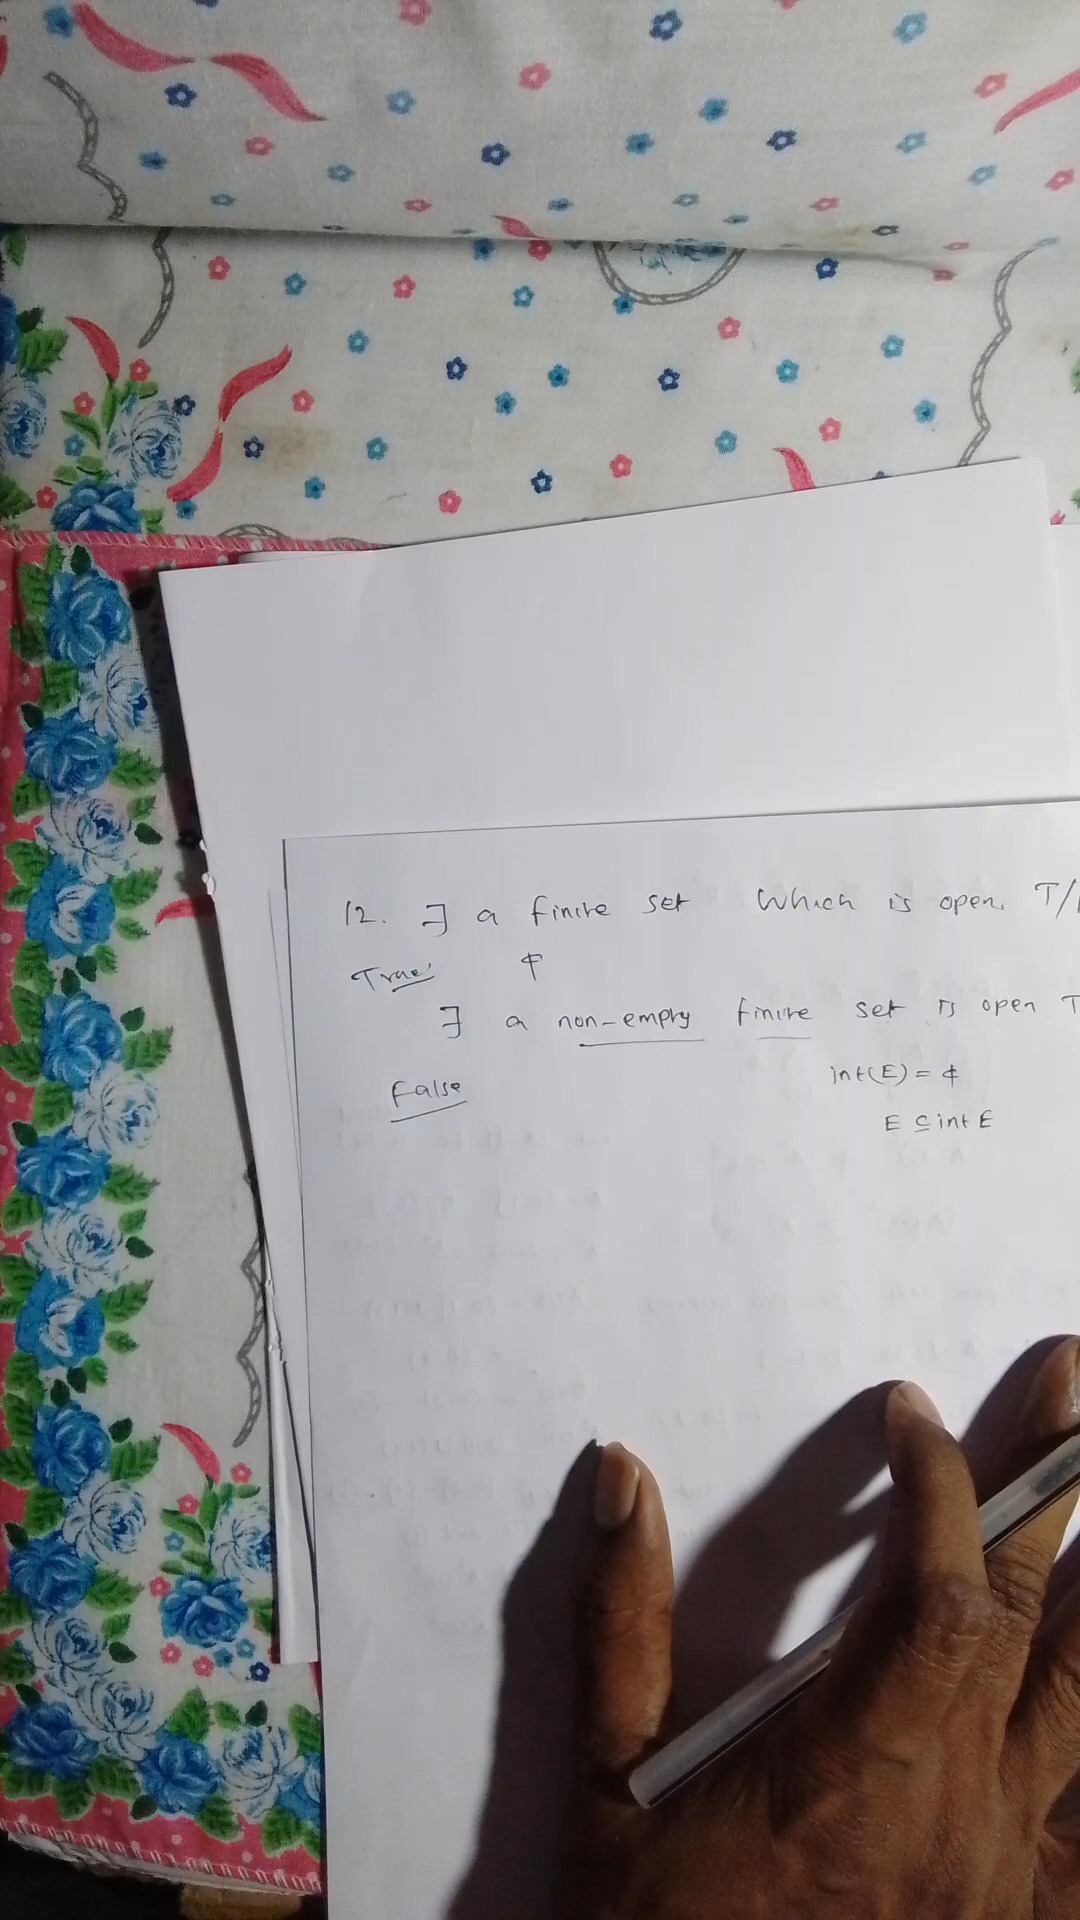 12. ∃ a finite set which is open. T/
True. ϕ
∃ a non-empty finite set is open T
False
int(E) = ϕ
E ⊆ int E